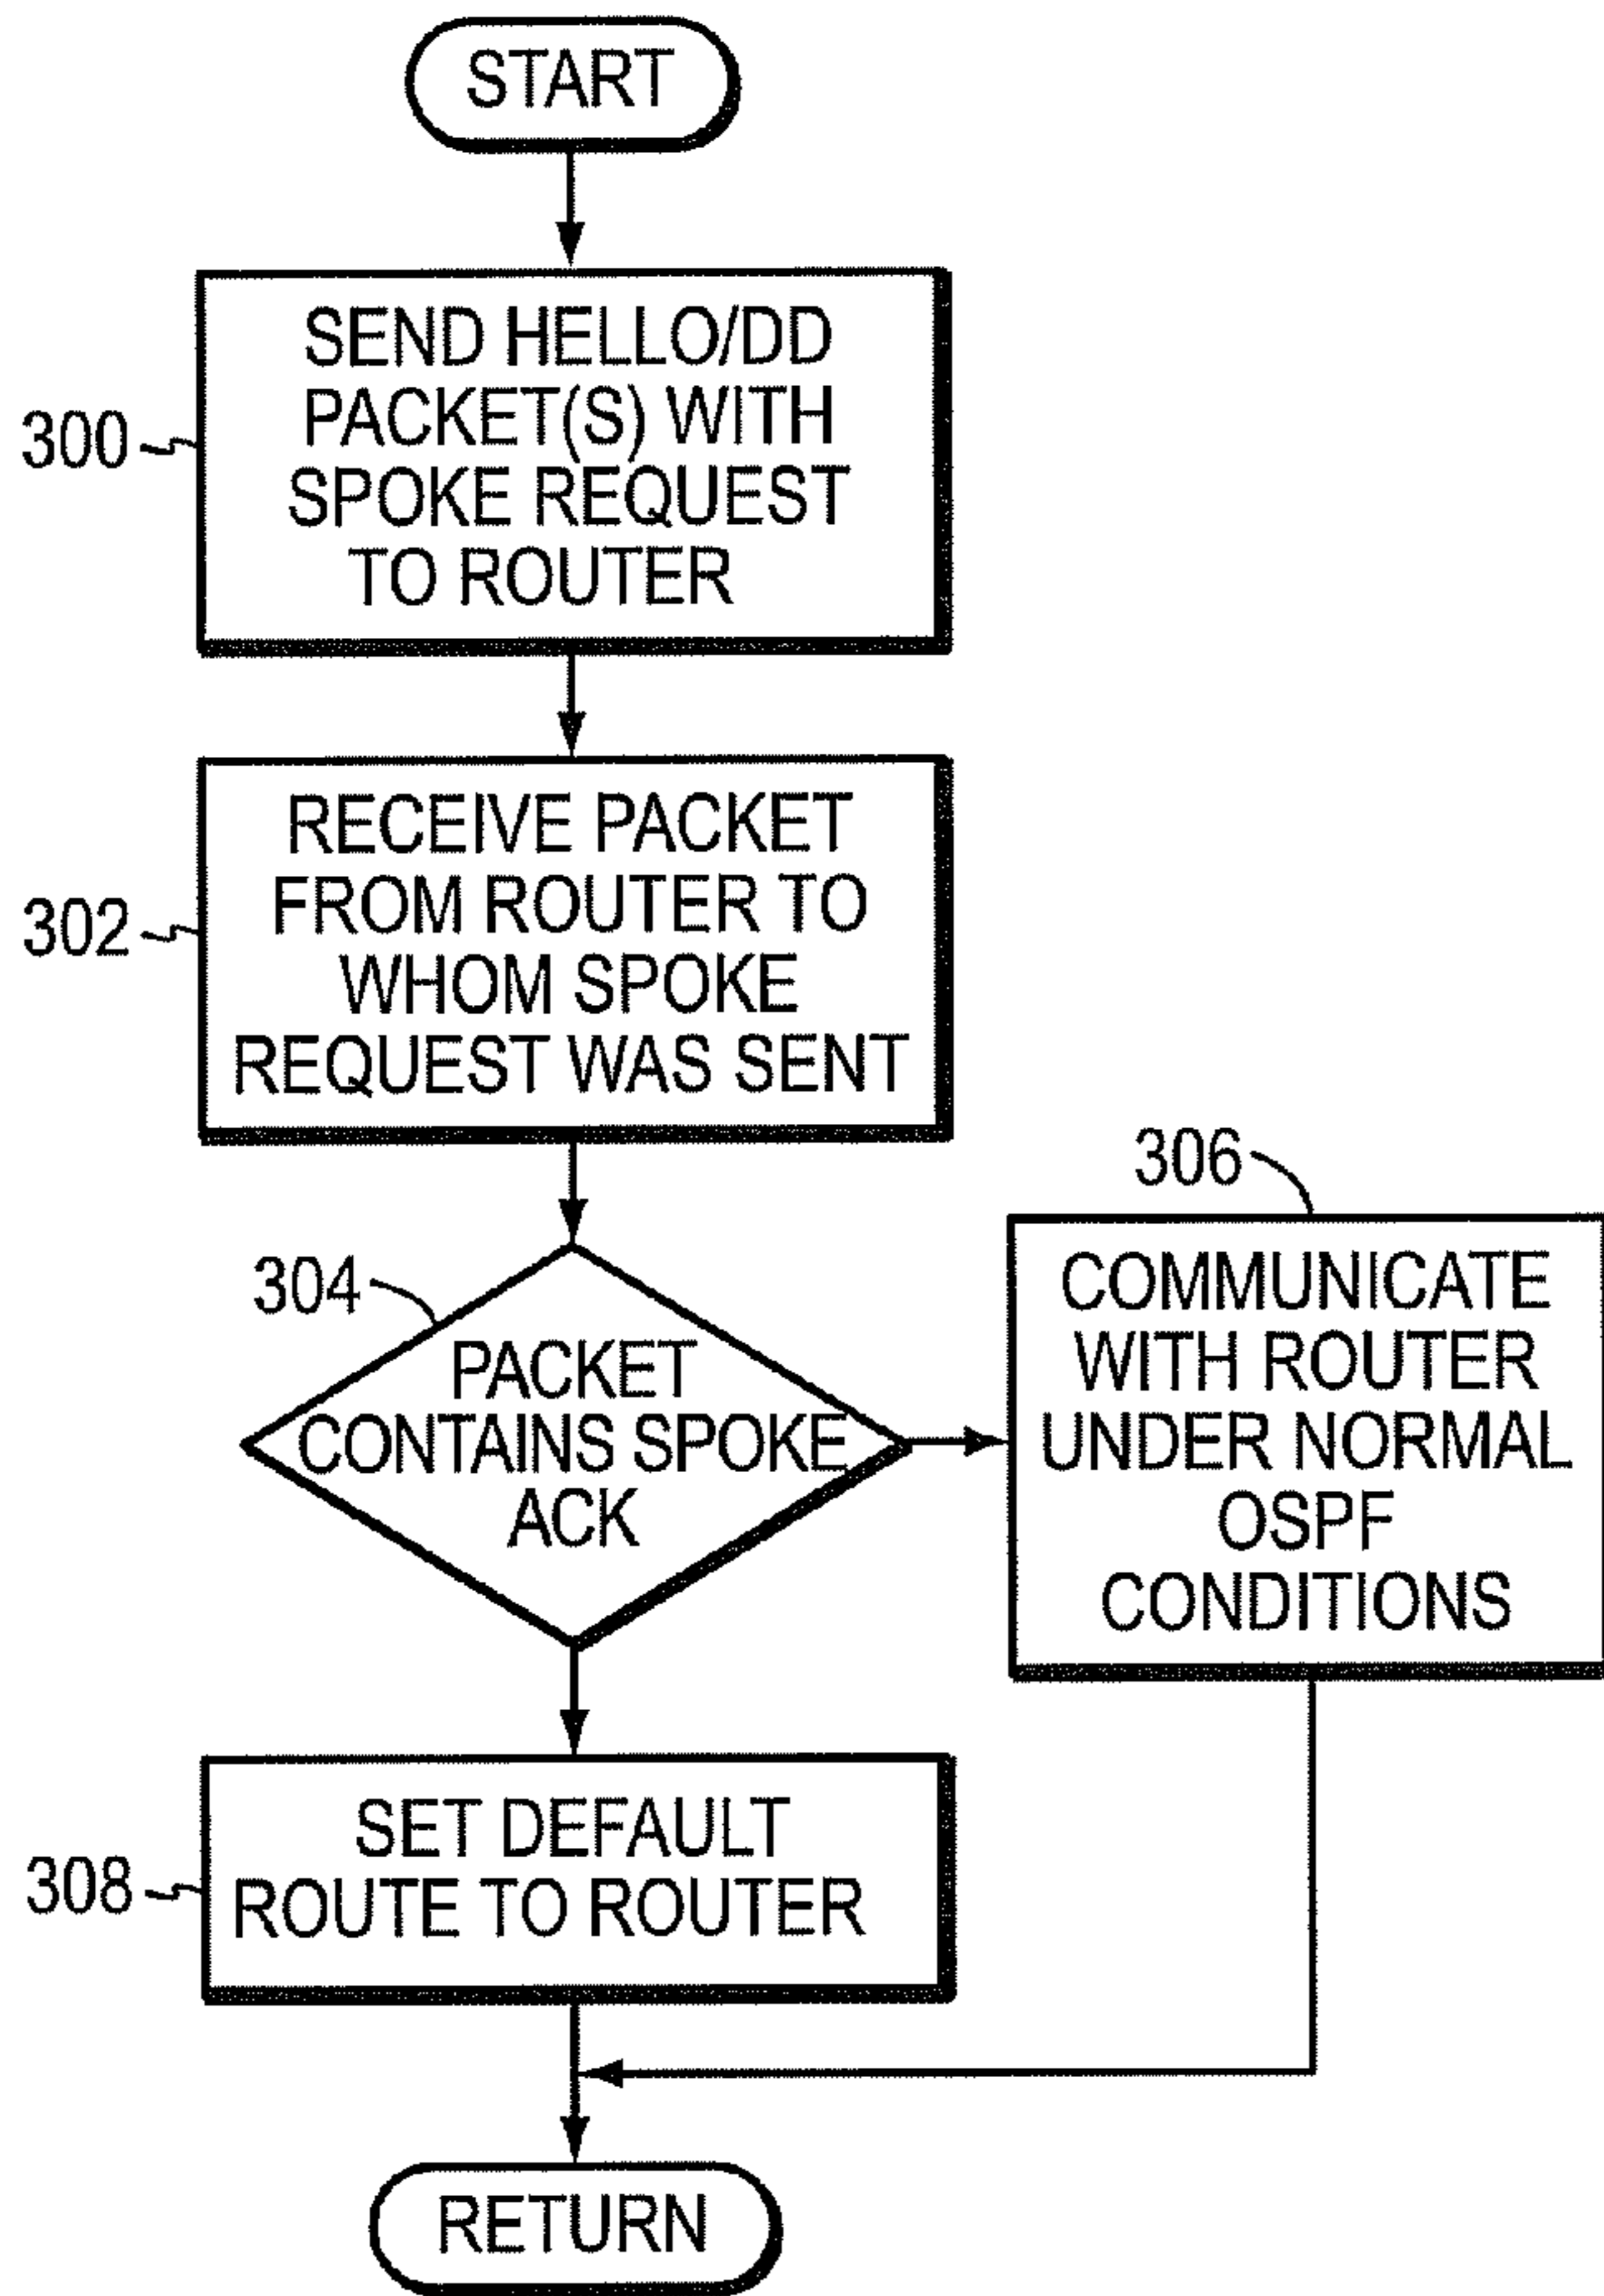 START
300
SEND HELLO/DD
PACKET(S) WITH
SPOKE REQUEST
TO ROUTER
302
RECEIVE PACKET
FROM ROUTER TO
WHOM SPOKE
REQUEST WAS SENT
304
PACKET
CONTAINS SPOKE
ACK
306
COMMUNICATE
WITH ROUTER
UNDER NORMAL
OSPF
CONDITIONS
308
SET DEFAULT
ROUTE TO ROUTER
RETURN